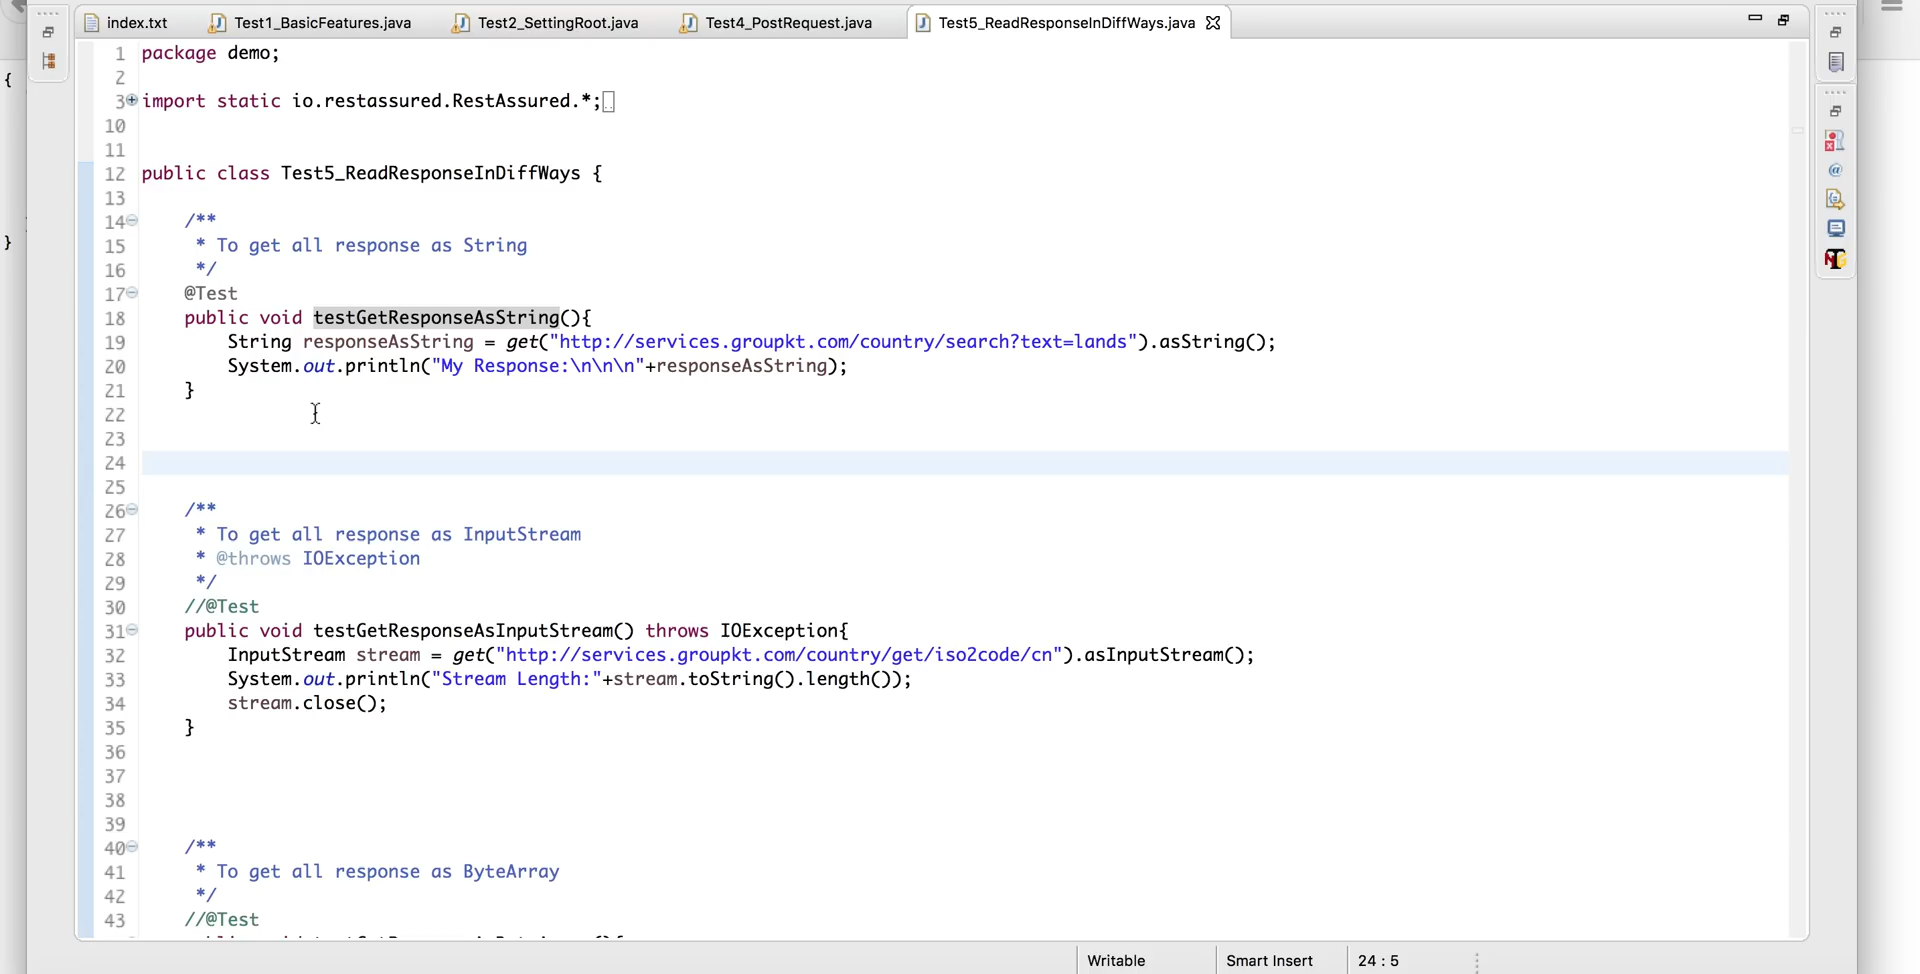 index.txt
Test1_BasicFeatures.java
Test2_SettingRoot.java
Test4_PostRequest.java
Test5_ReadResponseInDiffWays.java
{
}
1 package demo;
2
3 import static io.restassured.RestAssured.*;
10
11
12 public class Test5_ReadResponseInDiffWays {
13
14 /**
15 * To get all response as String
16 */
17 @Test
18 public void testGetResponseAsString(){
19 String responseAsString = get("http://services.groupkt.com/country/search?text=lands").asString();
20 System.out.println("My Response:\n\n\n"+responseAsString);
21 }
22
23
24
25
26 /**
27 * To get all response as InputStream
28 * @throws IOException
29 */
30 //@Test
31 public void testGetResponseAsInputStream() throws IOException{
32 InputStream stream = get("http://services.groupkt.com/country/get/iso2code/cn").asInputStream();
33 System.out.println("Stream Length:"+stream.toString().length());
34 stream.close();
35 }
36
37
38
39
40 /**
41 * To get all response as ByteArray
42 */
43 //@Test
Writable
Smart Insert
24 : 5